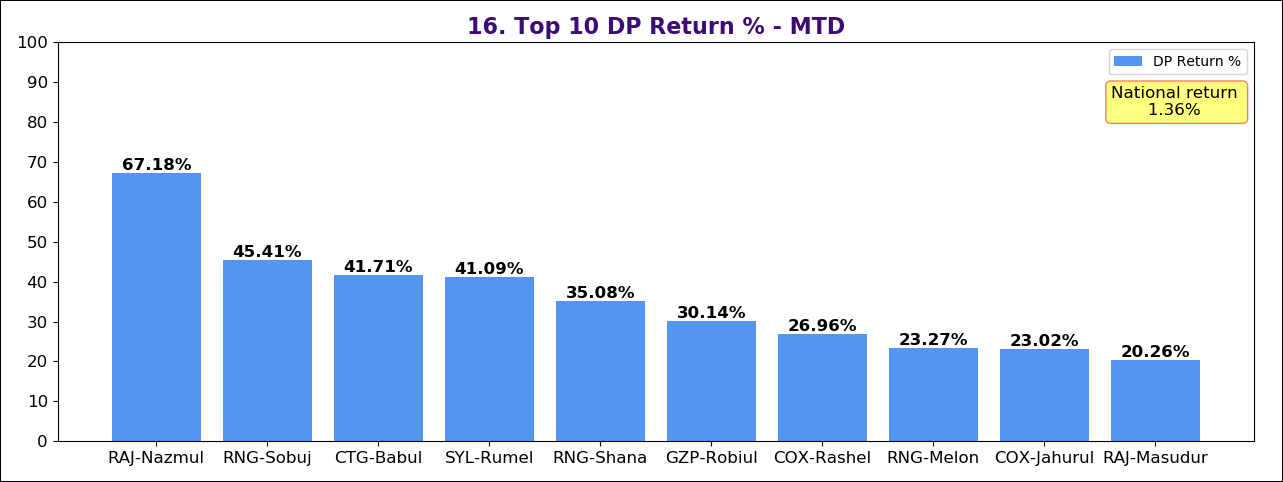 16. Top 10 DP Return % - MTD
100
90
80
70
60
50
40
30
20
10
0
DP Return %
National return
1.36%
67.18%
45.41%
41.71%
41.09%
35.08%
30.14%
26.96%
23.27%
23.02%
20.26%
RAJ-Nazmul
RNG-Sobuj
CTG-Babul
SYL-Rumel
RNG-Shana
GZP-Robiul
COX-Rashel
RNG-Melon
COX-Jahurul
RAJ-Masudur